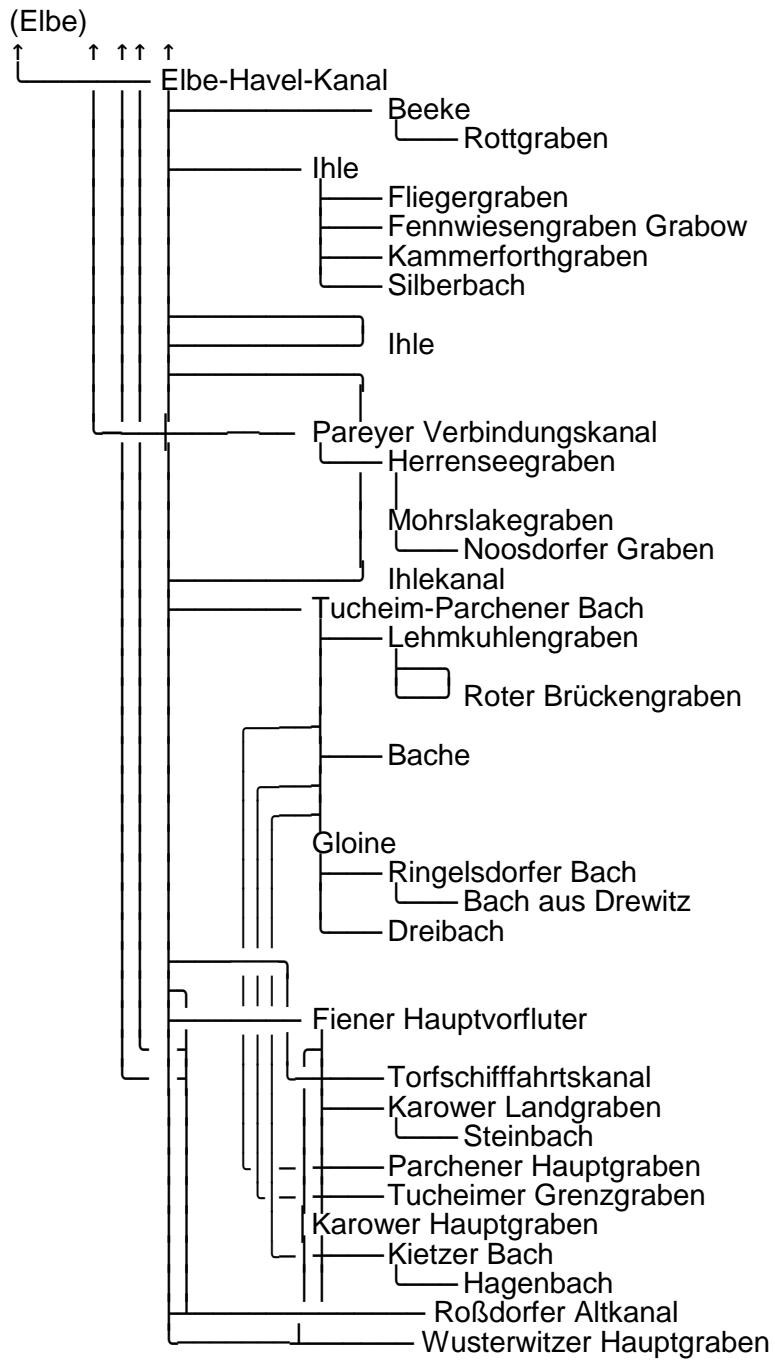 (Elbe)
Elbe-Havel-Kanal
Beeke
Rottgraben
Ihle
Fliegergraben
Fennwiesengraben Grabow
Kammerforthgraben
Silberbach
Ihle
Pareyer Verbindungskanal
Herrenseegraben
Mohrslakegraben
Noosdorfer Graben
Ihlekanal
Tucheim-Parchener Bach
Lehmkuhlengraben
Roter Brückengraben
Bache
Gloine
Ringelsdorfer Bach
Bach aus Drewitz
Dreibach
Fiener Hauptvorfluter
Torfschifffahrtskanal
Karower Landgraben
Steinbach
Parchener Hauptgraben
Tucheimer Grenzgraben
Karower Hauptgraben
Kietzer Bach
Hagenbach
Roßdorfer Altkanal
Wusterwitzer Hauptgraben